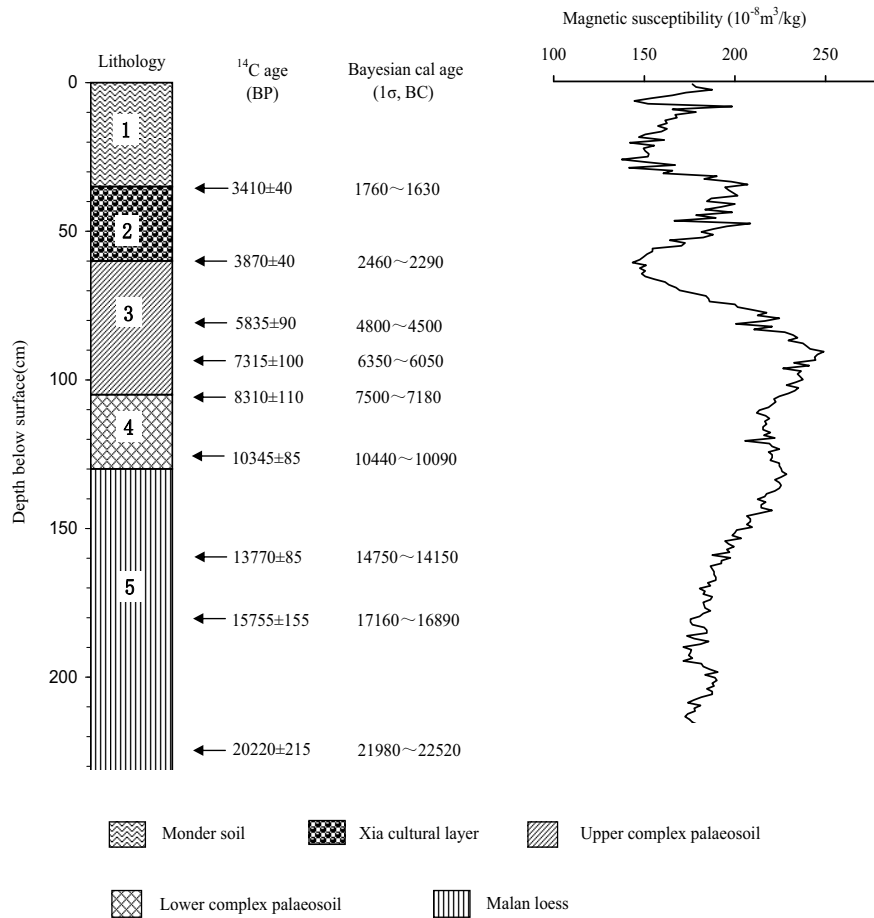 Magnetic susceptibility (10⁻⁸m³/kg)
100 150 200 250
Lithology
¹⁴C age
(BP)
Bayesian cal age
(1σ, BC)
Depth below surface(cm)
0
50
100
150
200
1
2
3
4
5
3410±40 1760～1630
3870±40 2460～2290
5835±90 4800～4500
7315±100 6350～6050
8310±110 7500～7180
10345±85 10440～10090
13770±85 14750～14150
15755±155 17160～16890
20220±215 21980～22520
Monder soil
Xia cultural layer
Upper complex palaeosoil
Lower complex palaeosoil
Malan loess